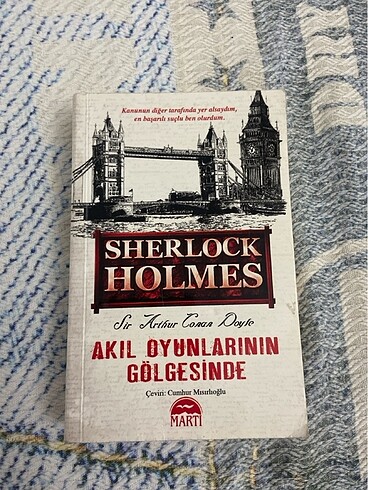 Kanunun diğer tarafında yer alsaydım,
en başarılı suçlu ben olurdum.
SHERLOCK
HOLMES
Sir Arthur Conan Doyle
AKIL OYUNLARININ
GÖLGESİNDE
Çeviri: Cumhur Mısırlıoğlu
MARTI